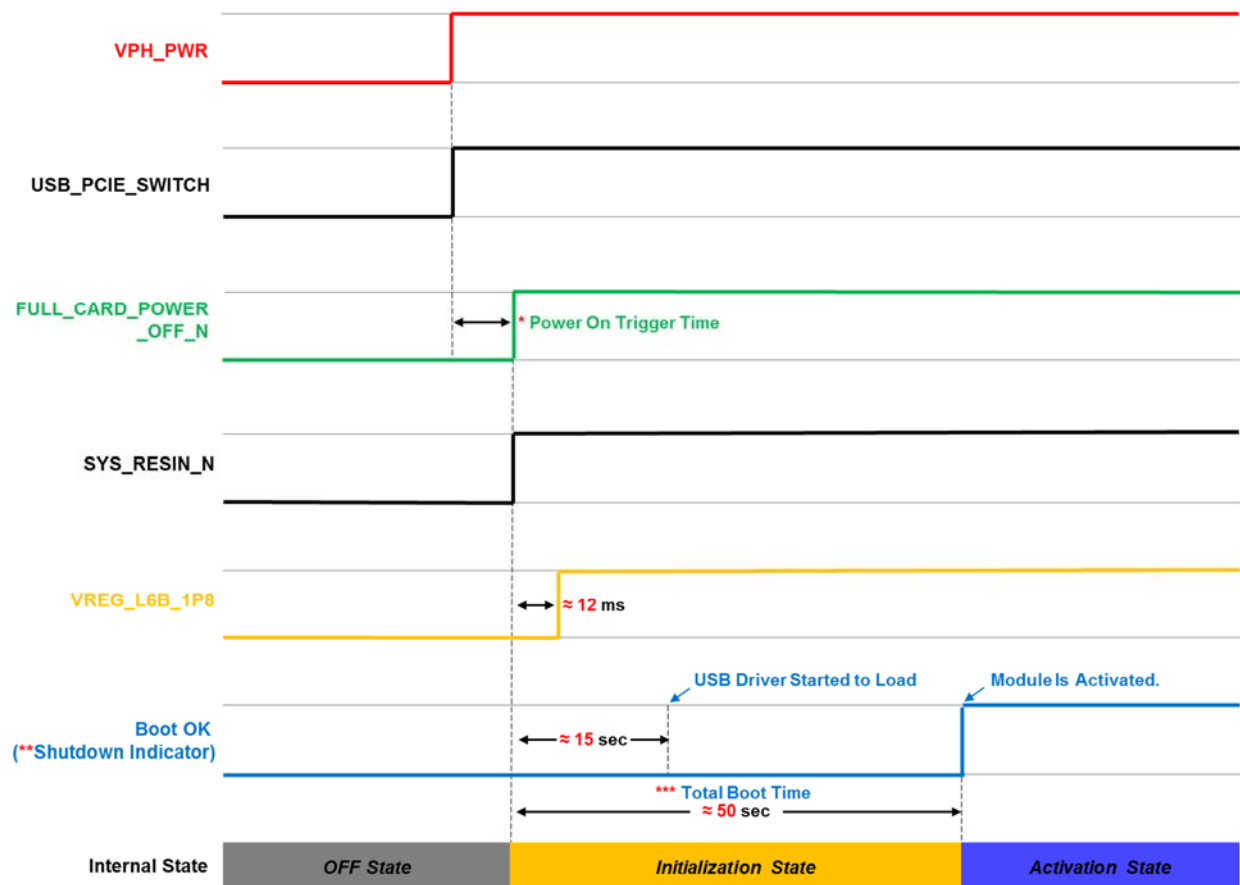 VPH_PWR
USB_PCIE_SWITCH
FULL_CARD_POWER
_OFF_N
* Power On Trigger Time
SYS_RESIN_N
VREG_L6B_1P8
≈ 12 ms
USB Driver Started to Load
Module Is Activated.
Boot OK
(**Shutdown Indicator)
≈ 15 sec
*** Total Boot Time
≈ 50 sec
Internal State
OFF State
Initialization State
Activation State